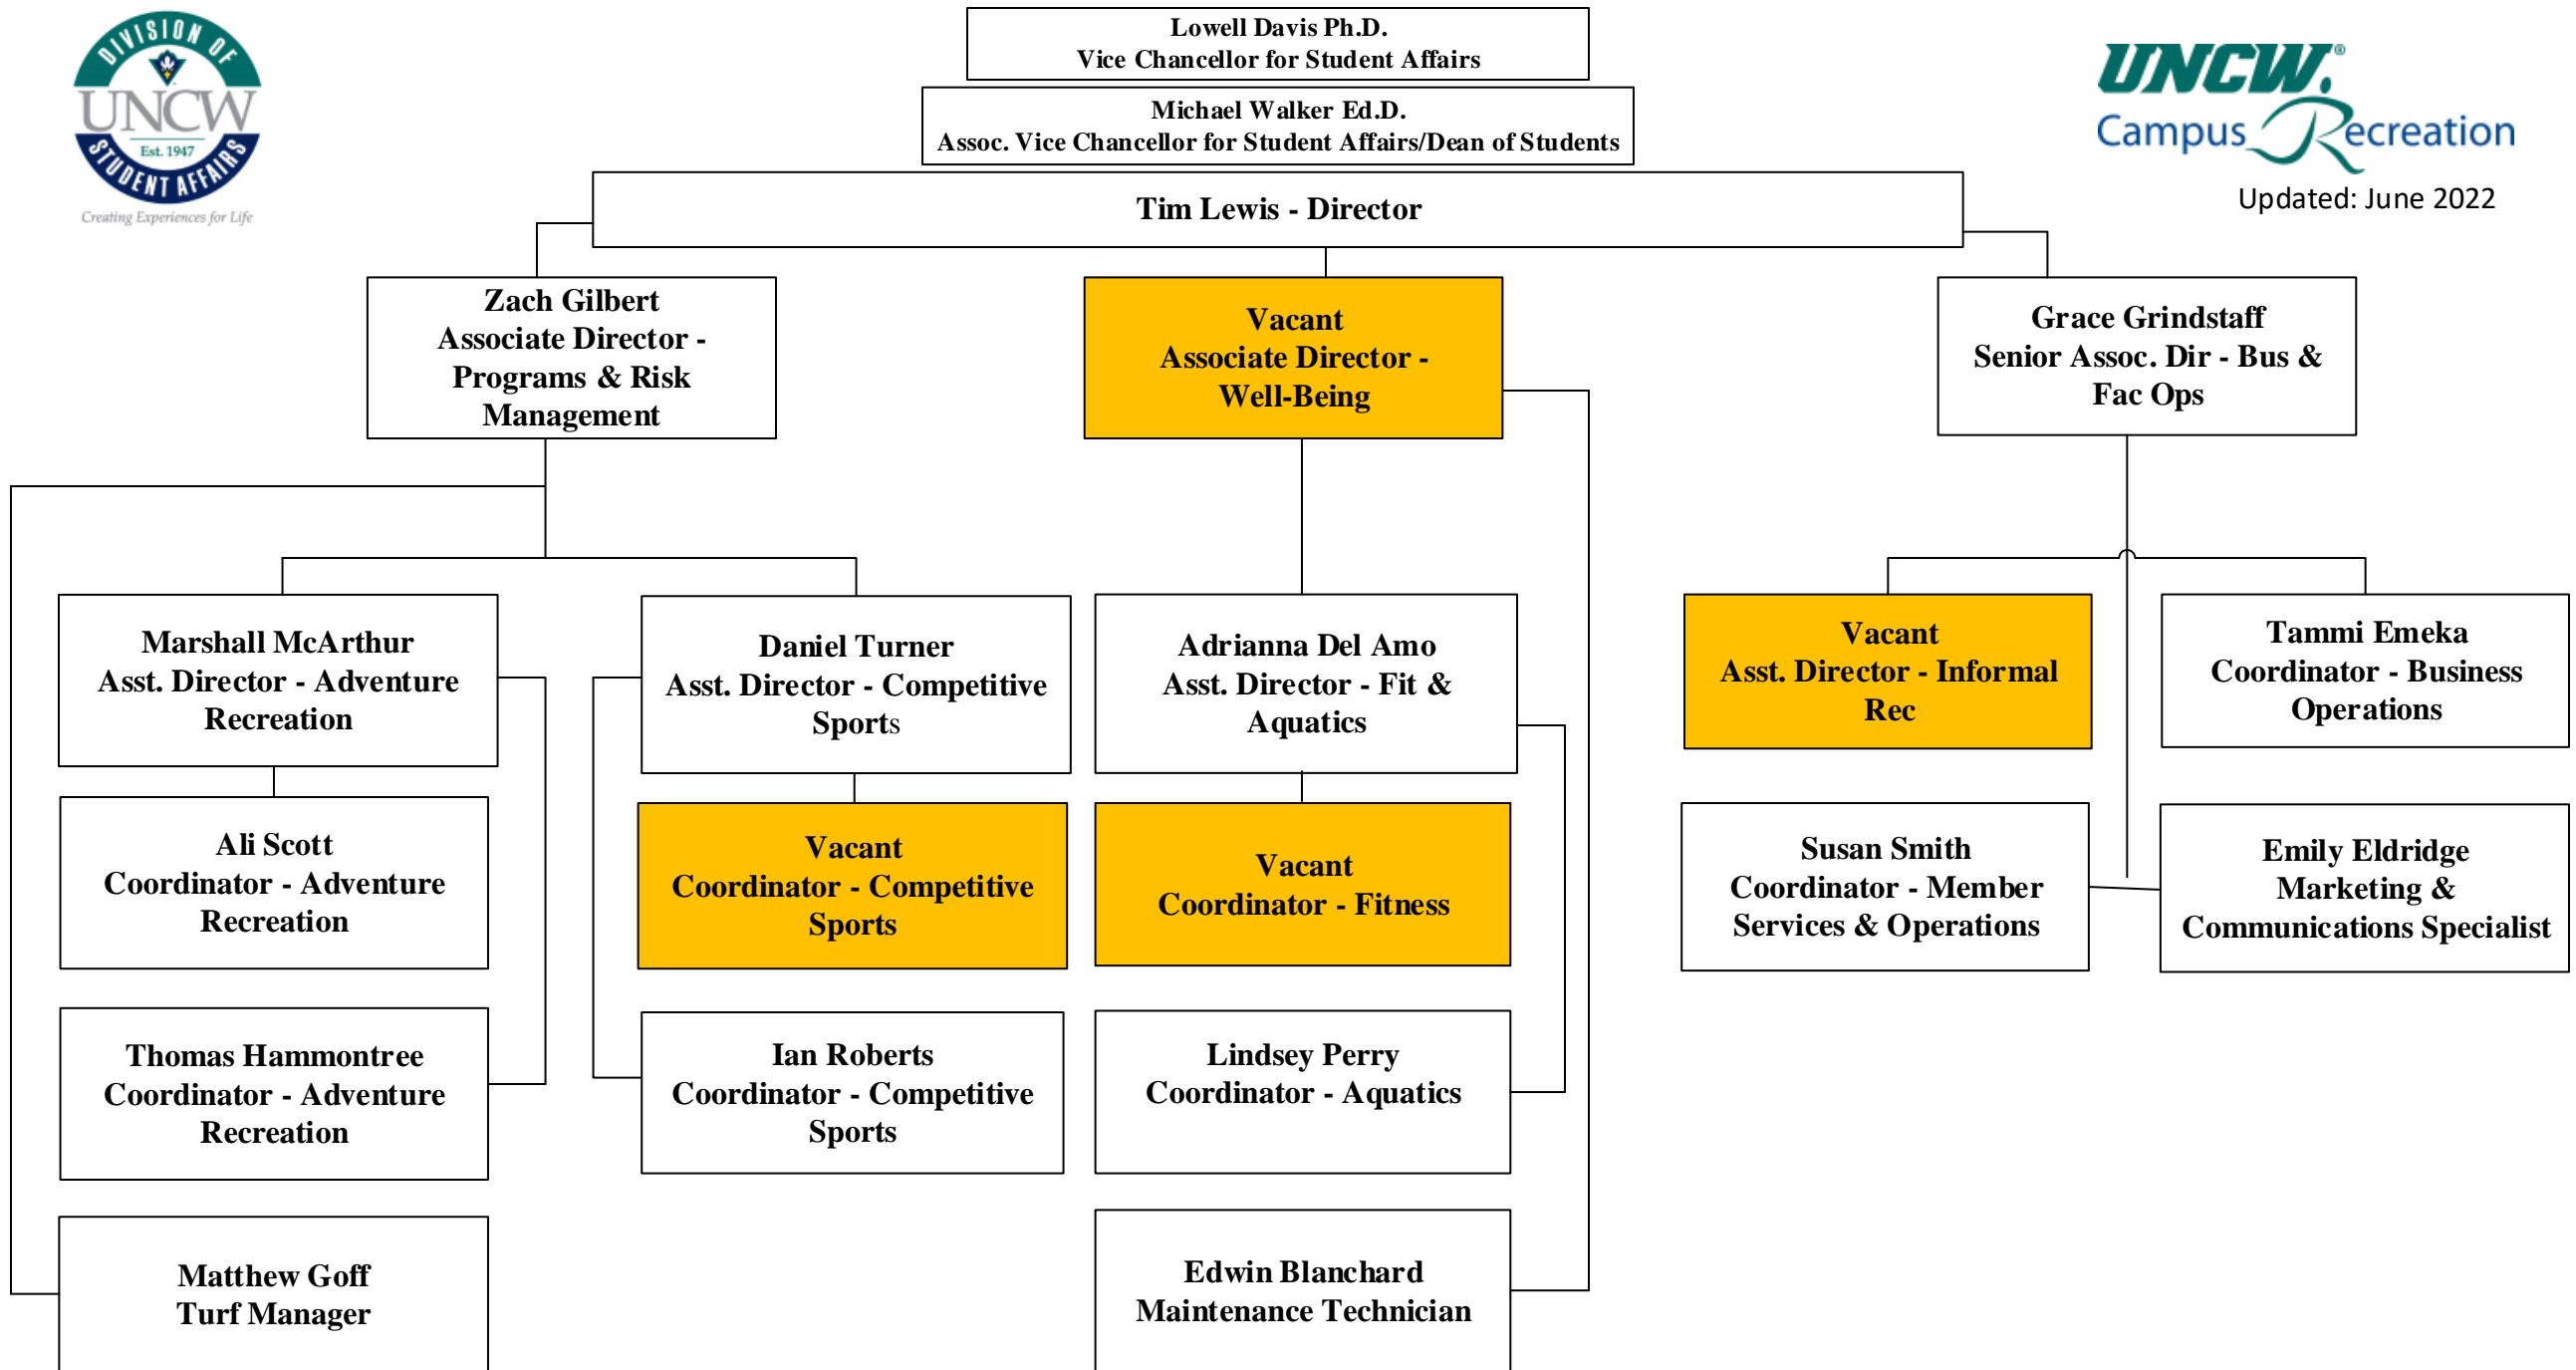 DIVISION OF
UNCW
Est. 1947
STUDENT AFFAIRS
Creating Experiences for Life
Lowell Davis Ph.D.
Vice Chancellor for Student Affairs
Michael Walker Ed.D.
Assoc. Vice Chancellor for Student Affairs/Dean of Students
UNCW.®
Campus Recreation
Updated: June 2022
Tim Lewis - Director
Zach Gilbert
Associate Director -
Programs & Risk
Management
Vacant
Associate Director -
Well-Being
Grace Grindstaff
Senior Assoc. Dir - Bus &
Fac Ops
Marshall McArthur
Asst. Director - Adventure
Recreation
Daniel Turner
Asst. Director - Competitive
Sports
Adrianna Del Amo
Asst. Director - Fit &
Aquatics
Vacant
Asst. Director - Informal
Rec
Tammi Emeka
Coordinator - Business
Operations
Ali Scott
Coordinator - Adventure
Recreation
Vacant
Coordinator - Competitive
Sports
Vacant
Coordinator - Fitness
Susan Smith
Coordinator - Member
Services & Operations
Emily Eldridge
Marketing &
Communications Specialist
Thomas Hammontree
Coordinator - Adventure
Recreation
Ian Roberts
Coordinator - Competitive
Sports
Lindsey Perry
Coordinator - Aquatics
Matthew Goff
Turf Manager
Edwin Blanchard
Maintenance Technician